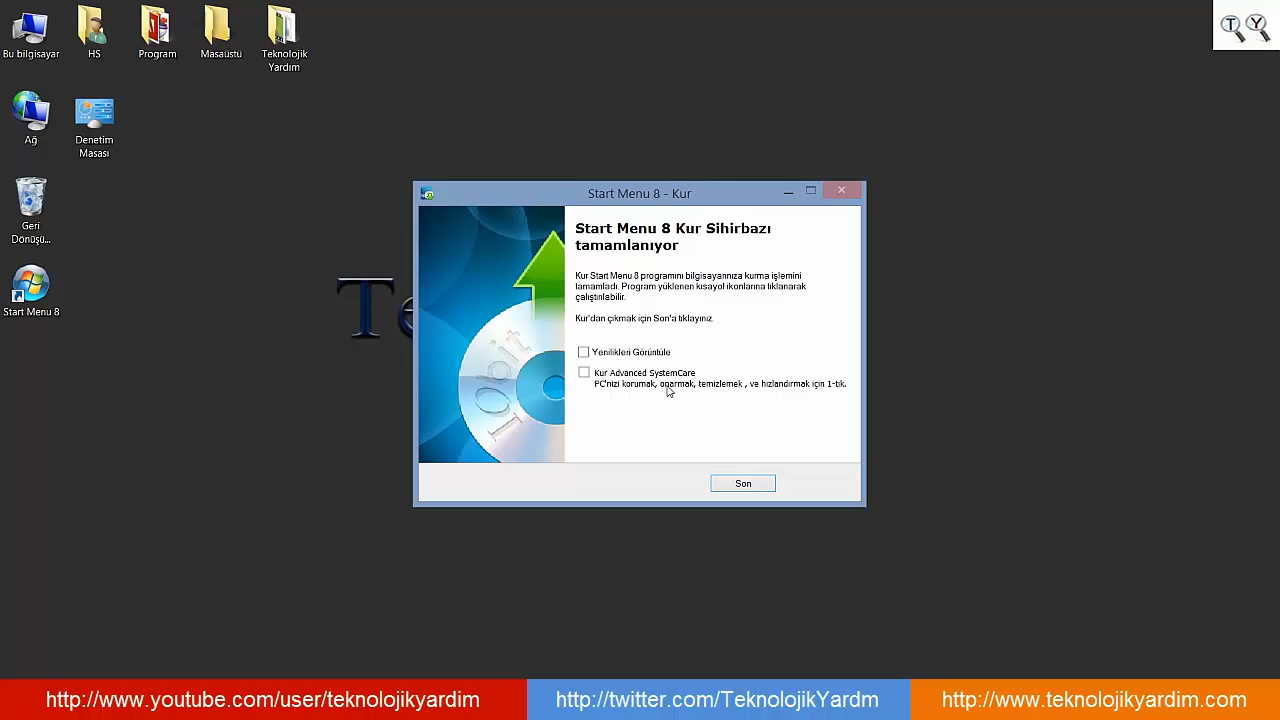 Bu bilgisayar
HS
Program
Masaüstü
Teknolojik
Yardım
T Y
Ağ
Denetim
Masası
Geri
Dönüşü...
Start Menu 8
Te
Start Menu 8 - Kur
Start Menu 8 Kur Sihirbazı
tamamlanıyor
Kur Start Menu 8 programını bilgisayarınıza kurma işlemini
tamamladı. Program yüklenen kısayol ikonlarına tıklanarak
çalıştırılabilir.
Kur'dan çıkmak için Son'a tıklayınız.
Yenilikleri Görüntüle
Kur Advanced SystemCare
PC'nizi korumak, onarmak, temizlemek , ve hızlandırmak için 1-tık.
IObit
Son
http://www.youtube.com/user/teknolojikyardim
http://twitter.com/TeknolojikYardm
http://www.teknolojikyardim.com